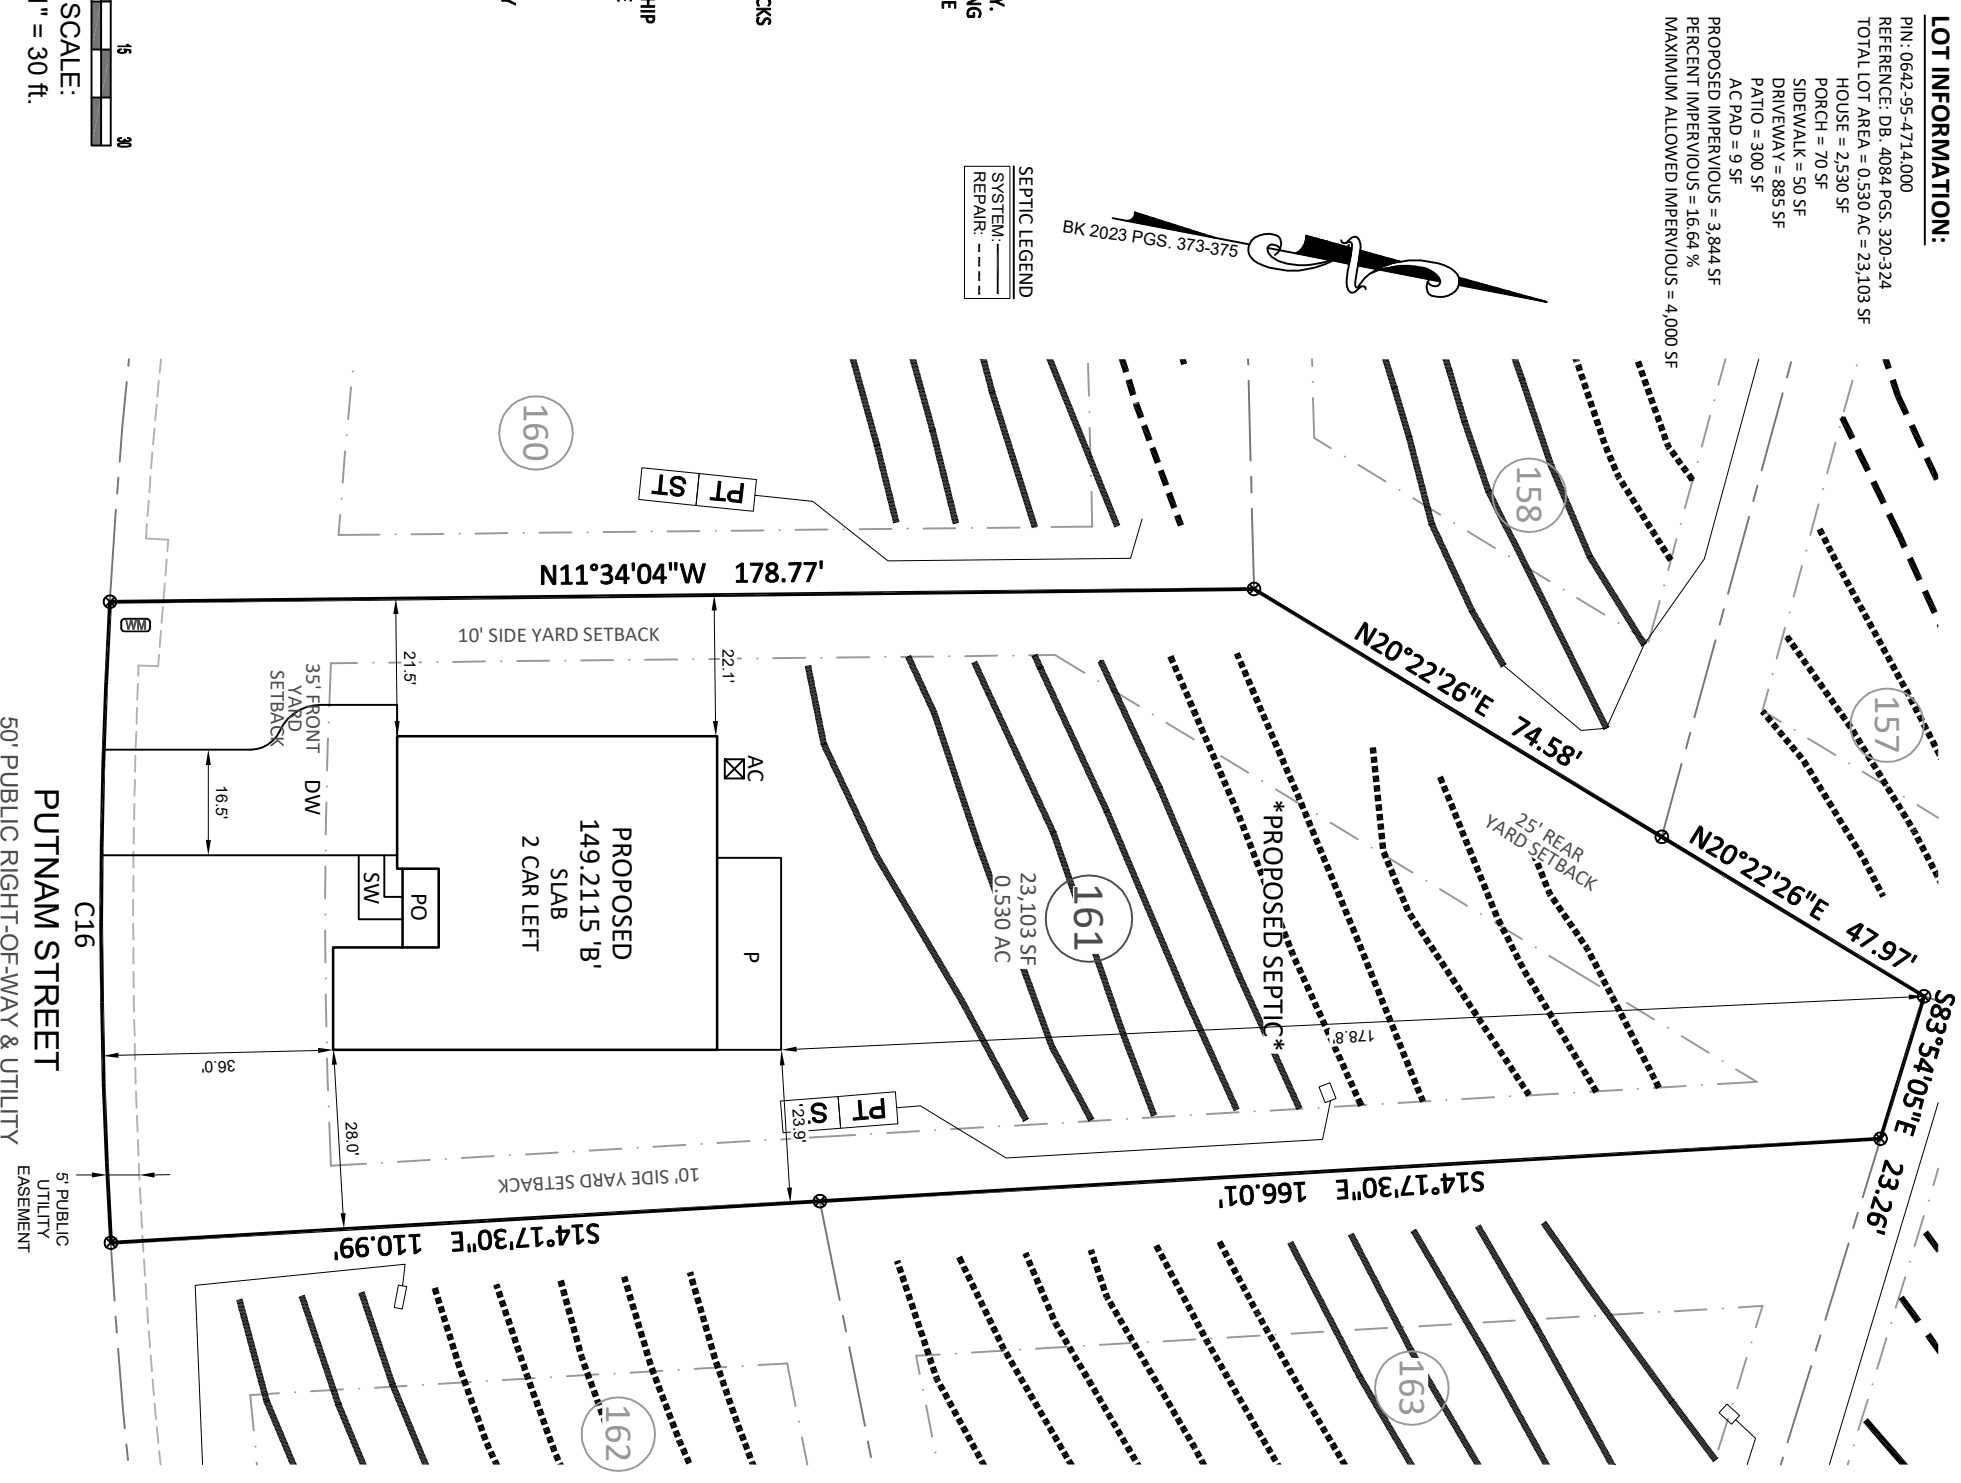 LOT INFORMATION:
PIN: 0642-95-4714.000
REFERENCE: DB. 4084 PGS. 320-324
TOTAL LOT AREA = 0.530 AC = 23,103 SF
HOUSE = 2,530 SF
PORCH = 70 SF
SIDEWALK = 50 SF
DRIVEWAY = 885 SF
PATIO = 300 SF
AC PAD = 9 SF
PROPOSED IMPERVIOUS = 3,844 SF
PERCENT IMPERVIOUS = 16.64 %
MAXIMUM ALLOWED IMPERVIOUS = 4,000 SF
BK 2023 PGS. 373-375
SEPTIC LEGEND
SYSTEM:
REPAIR:
Y.
NG
E
CKS
HIP
Y
15
30
SCALE:
1" = 30 ft.
157
158
160
PT ST
N11°34'04"W 178.77'
N20°22'26"E 74.58'
N20°22'26"E 47.97'
S83°54'05"E 23.26'
25' REAR
YARD SETBACK
10' SIDE YARD SETBACK
WM
22.1'
21.5'
35' FRONT
YARD
SETBACK
AC
DW
16.5'
*PROPOSED SEPTIC*
161
23,103 SF
0.530 AC
PROPOSED
149.2115 'B'
SLAB
2 CAR LEFT
P
PO
SW
178.8'
36.0'
PT S
23.9'
28.0'
10' SIDE YARD SETBACK
S14°17'30"E 166.01'
S14°17'30"E 110.99'
C16
PUTNAM STREET
50' PUBLIC RIGHT-OF-WAY & UTILITY
5' PUBLIC
UTILITY
EASEMENT
162
163